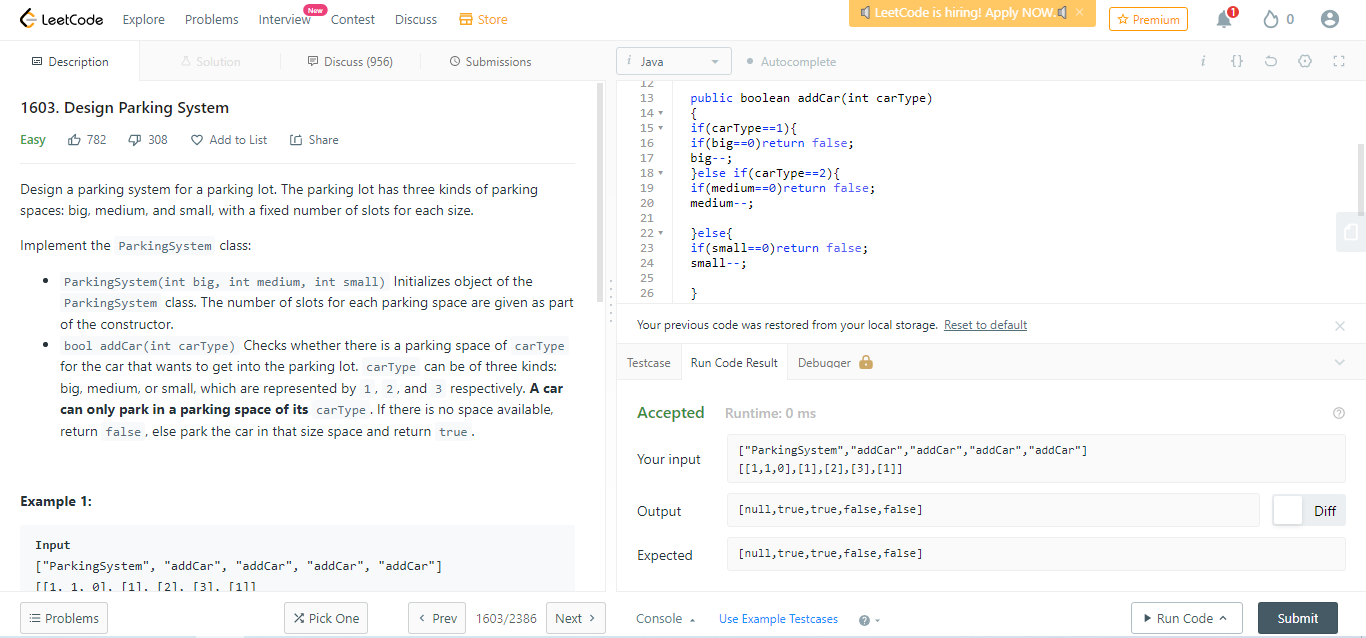 LeetCode Explore Problems Interview New Contest Discuss Store
LeetCode is hiring! Apply NOW. ×
Premium 1 0
Description Solution Discuss (956) Submissions
i Java Autocomplete
1603. Design Parking System
Easy 782 308 Add to List Share
Design a parking system for a parking lot. The parking lot has three kinds of parking
spaces: big, medium, and small, with a fixed number of slots for each size.
Implement the ParkingSystem class:
• ParkingSystem(int big, int medium, int small) Initializes object of the
ParkingSystem class. The number of slots for each parking space are given as part
of the constructor.
• bool addCar(int carType) Checks whether there is a parking space of carType
for the car that wants to get into the parking lot. carType can be of three kinds:
big, medium, or small, which are represented by 1, 2, and 3 respectively. A car
can only park in a parking space of its carType. If there is no space available,
return false, else park the car in that size space and return true.
Example 1:
Input
["ParkingSystem", "addCar", "addCar", "addCar", "addCar"]
[[1, 1, 0], [1], [2], [3], [1]]
Problems Pick One Prev 1603/2386 Next
12
13 public boolean addCar(int carType)
14 {
15 if(carType==1){
16 if(big==0)return false;
17 big--;
18 }else if(carType==2){
19 if(medium==0)return false;
20 medium--;
21
22 }else{
23 if(small==0)return false;
24 small--;
25
26 }
Your previous code was restored from your local storage. Reset to default
Testcase Run Code Result Debugger
Accepted Runtime: 0 ms
Your input
["ParkingSystem","addCar","addCar","addCar","addCar"]
[[1,1,0],[1],[2],[3],[1]]
Output [null,true,true,false,false] Diff
Expected [null,true,true,false,false]
Console Use Example Testcases ? Run Code Submit